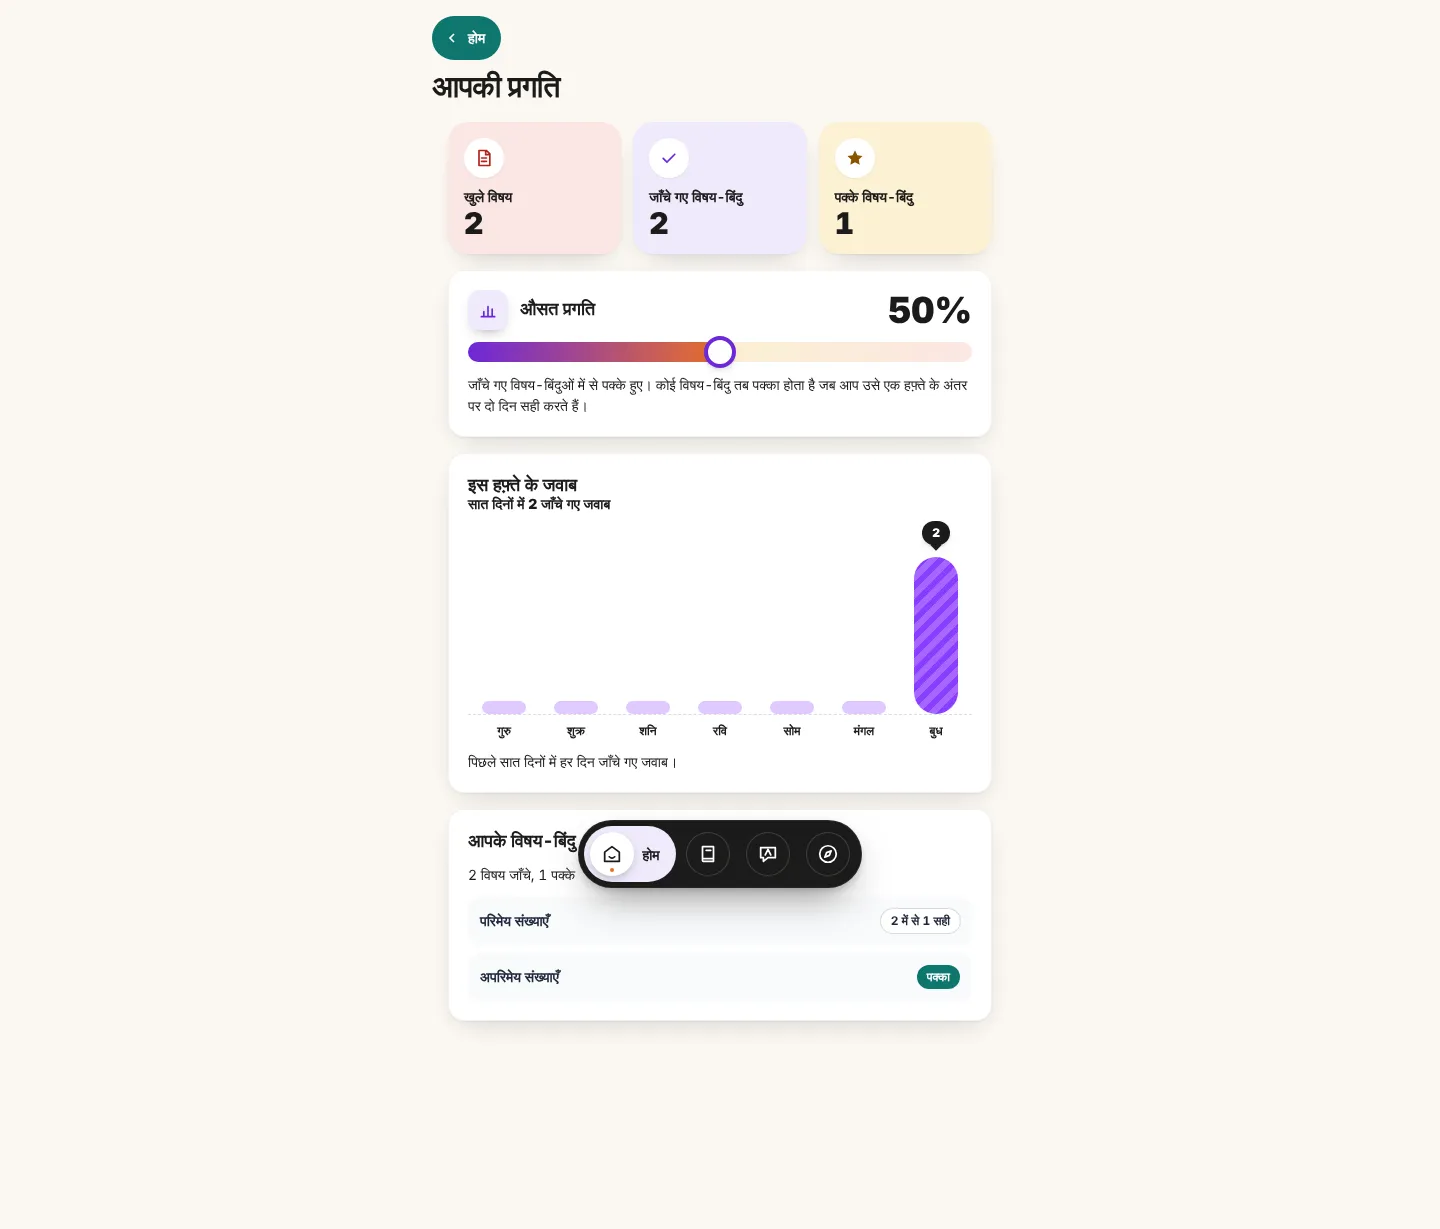 होम
आपकी प्रगति
खुले विषय
2
जाँचे गए विषय-बिंदु
2
पक्के विषय-बिंदु
1
औसत प्रगति
50%
जाँचे गए विषय-बिंदुओं में से पक्के हुए। कोई विषय-बिंदु तब पक्का होता है जब आप उसे एक हफ़्ते के अंतर
पर दो दिन सही करते हैं।
इस हफ़्ते के जवाब
सात दिनों में 2 जाँचे गए जवाब
2
गुरु शुक्र शनि रवि सोम मंगल बुध
पिछले सात दिनों में हर दिन जाँचे गए जवाब।
आपके विषय-बिंदु
होम
2 विषय जाँचे, 1 पक्के
परिमेय संख्याएँ
2 में से 1 सही
अपरिमेय संख्याएँ
पक्का